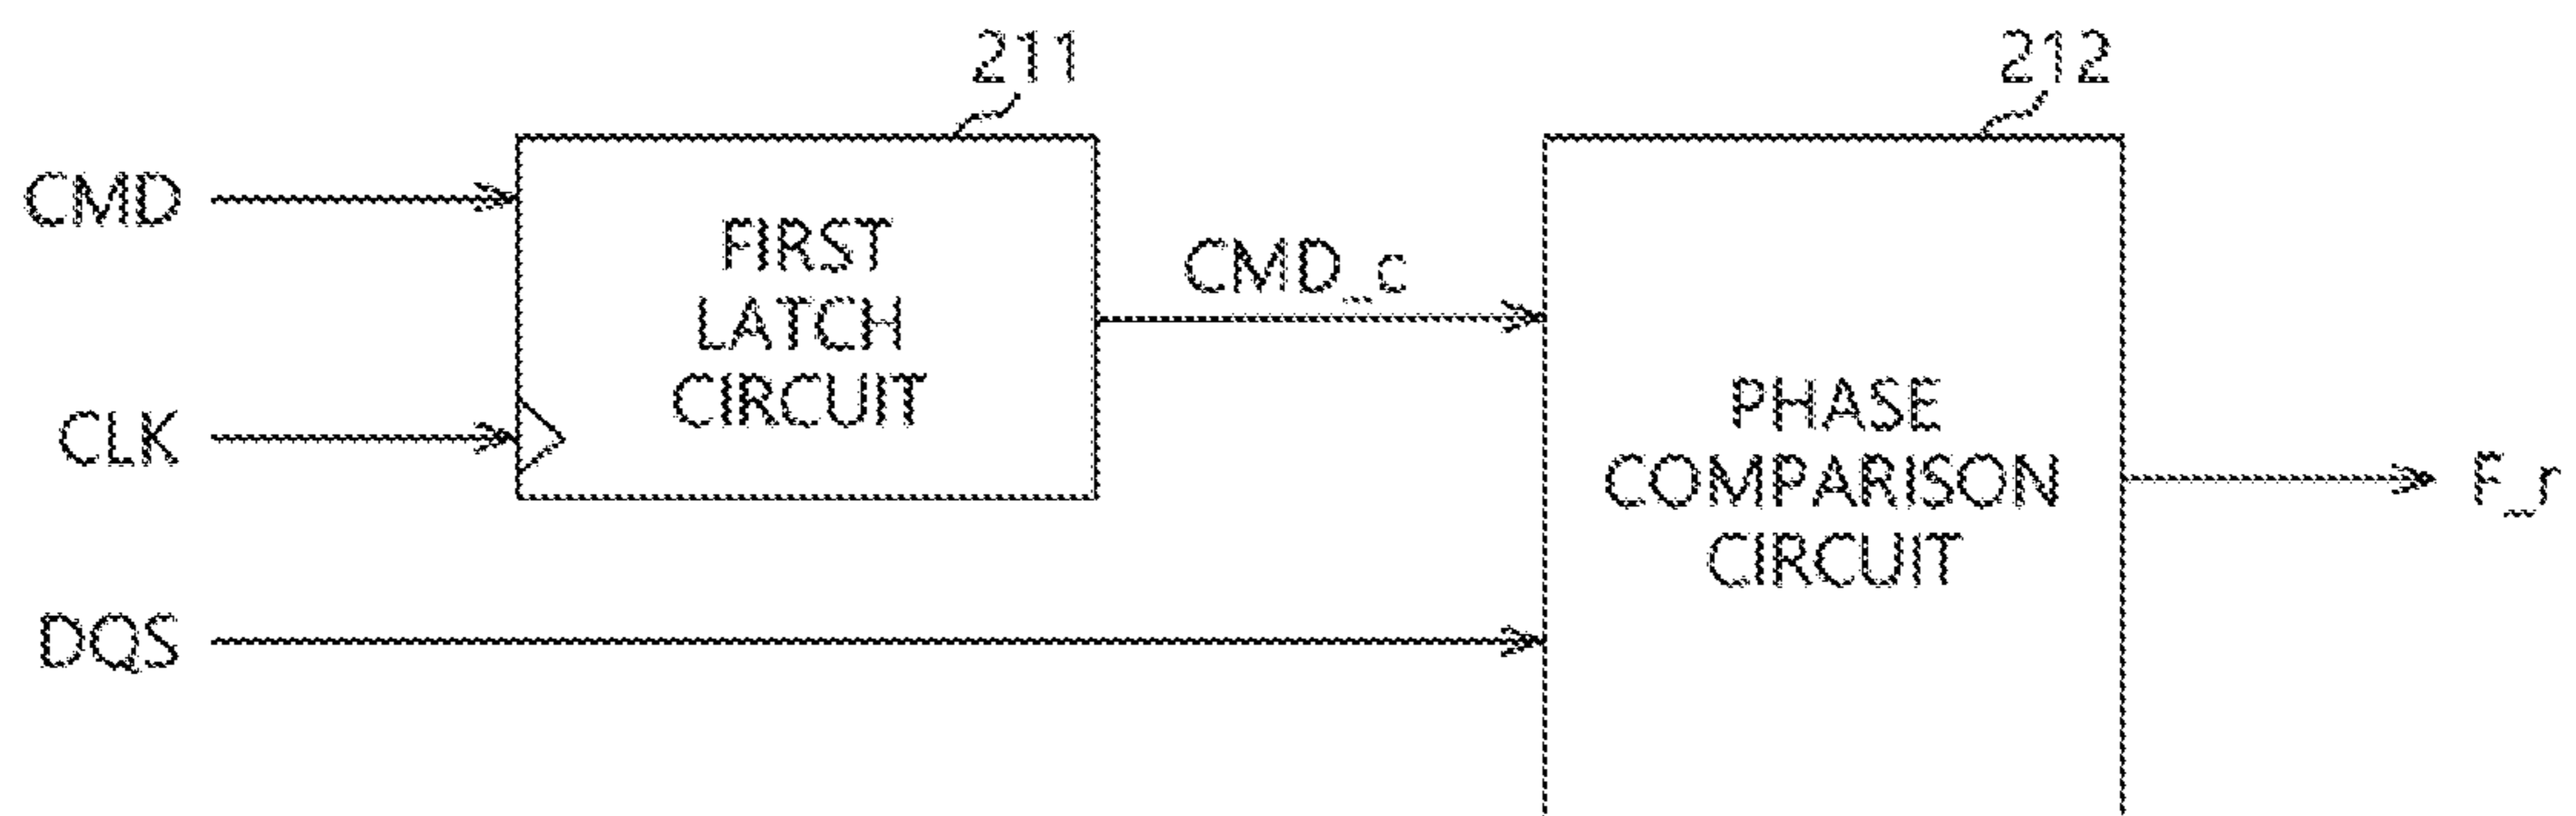 211
212
CMD
FIRST
LATCH
CIRCUIT
CMD_c
CLK
PHASE
COMPARISON
CIRCUIT
F_r
DQS